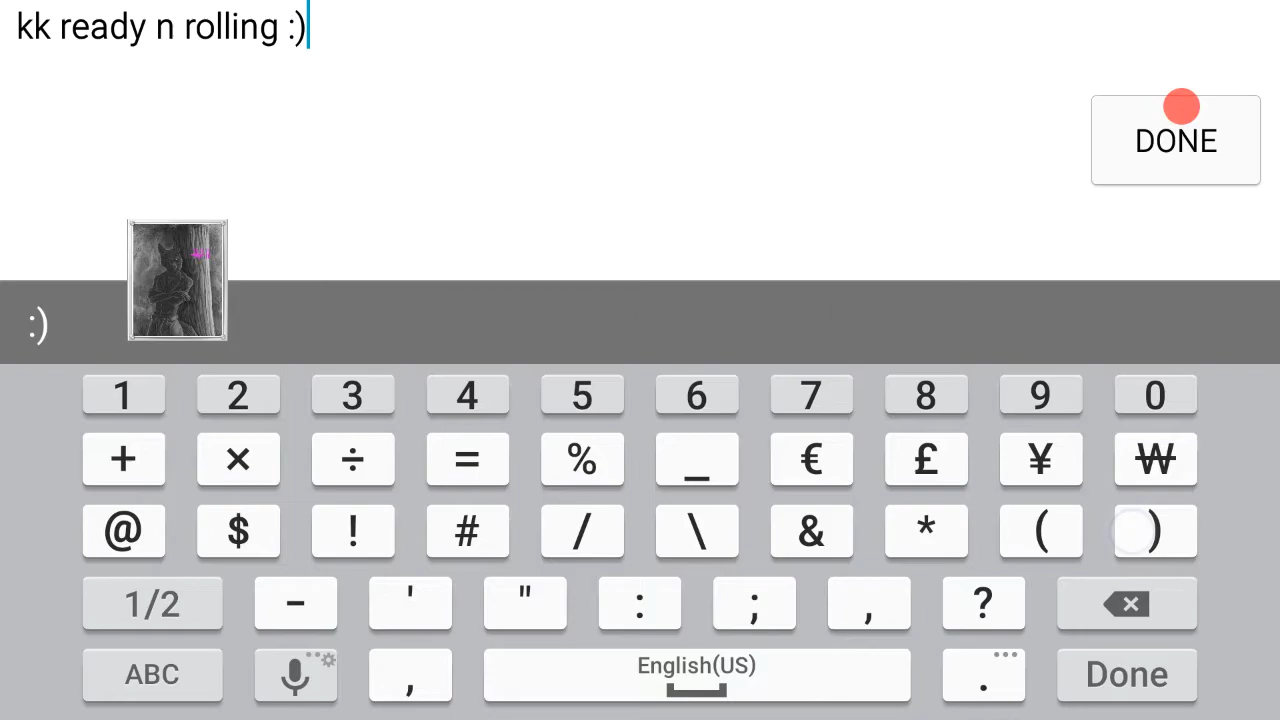 kk ready n rolling :)
DONE
:)
1 2 3 4 5 6 7 8 9 0
+ × ÷ = % _ € £ ¥ ₩
@ $ ! # / \ & * ( )
1/2 - ' " : ; , ?
ABC , English(US) . Done